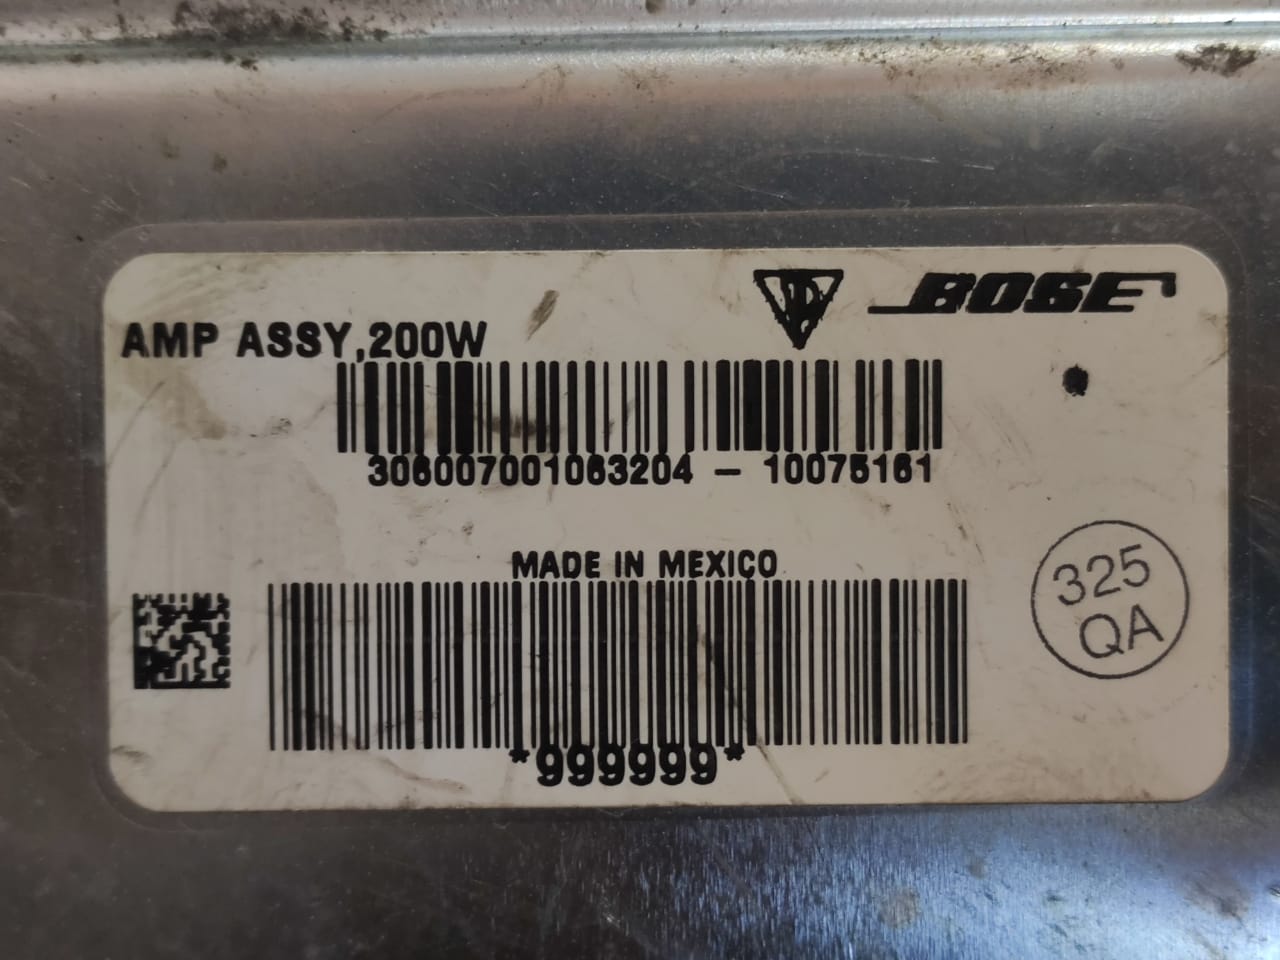 BOSE
AMP ASSY,200W
306007001063204 - 10075161
MADE IN MEXICO
325
QA
*999999*